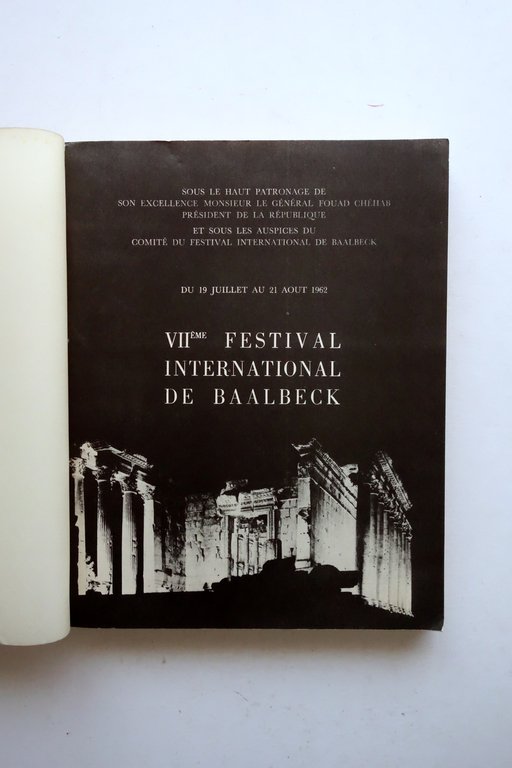 SOUS LE HAUT PATRONAGE DE
SON EXCELLENCE MONSIEUR LE GÉNÉRAL FOUAD CHÉHAB
PRÉSIDENT DE LA RÉPUBLIQUE
ET SOUS LES AUSPICES DU
COMITÉ DU FESTIVAL INTERNATIONAL DE BAALBECK
DU 19 JUILLET AU 21 AOUT 1962
VIIÈME FESTIVAL
INTERNATIONAL
DE BAALBECK